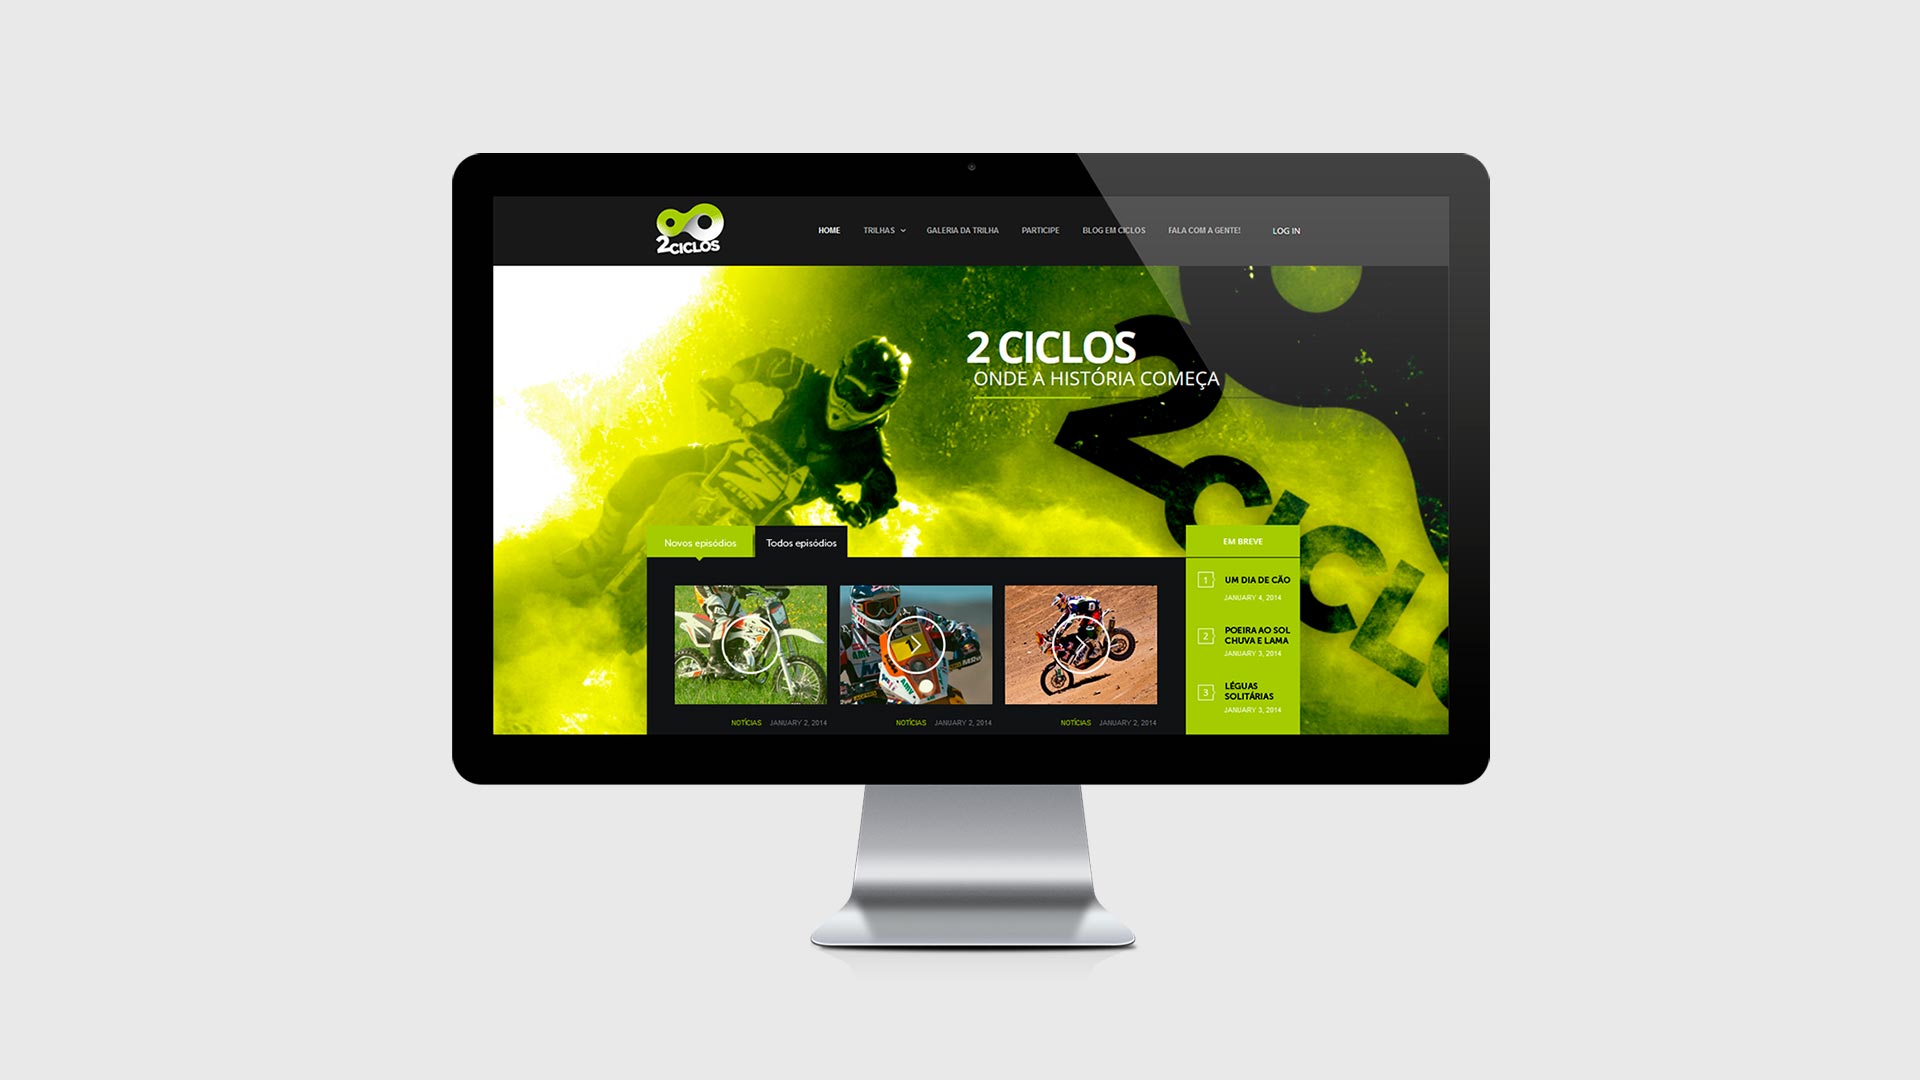 2CICLOS
HOME TRILHAS GALERIA DA TRILHA PARTICIPE BLOG EM CICLOS FALA COM A GENTE! LOG IN
2 CICLOS
ONDE A HISTÓRIA COMEÇA
2CICLO
Novos episódios Todos episódios
NOTÍCIAS JANUARY 2, 2014
NOTÍCIAS JANUARY 2, 2014
NOTÍCIAS JANUARY 2, 2014
EM BREVE
1 UM DIA DE CÃO
JANUARY 4, 2014
2 POEIRA AO SOL
CHUVA E LAMA
JANUARY 3, 2014
3 LÉGUAS
SOLITÁRIAS
JANUARY 3, 2014